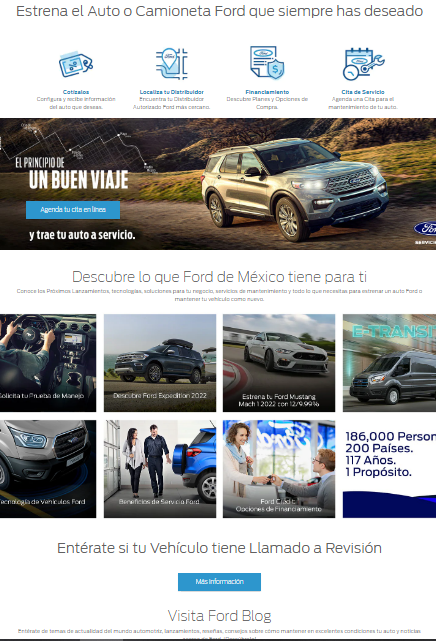 Estrena el Auto o Camioneta Ford que siempre has deseado
Cotisalos
Configura y recibe información
del auto que deseas.
Localiza tu Distribuidor
Encuentra tu Distribuidor
Autorizado Ford más cercano.
Financiamiento
Descubre Planes y Opciones de
Compra.
Cita de Servicio
Agenda una Cita para el
mantenimiento de tu auto.
EL PRINCIPIO DE
UN BUEN VIAJE
Agenda tu cita en línea
y trae tu auto a servicio.
Ford
SERVICIO
Descubre lo que Ford de México tiene para ti
Conoce los Próximos Lanzamientos, tecnologías, soluciones para tu negocio, servicios de mantenimiento y todo lo que necesitas para estrenar un auto Ford o
mantener tu vehículo como nuevo.
Solicita tu Prueba de Manejo
Descubre Ford Expedition 2022
Estrena tu Ford Mustang
Mach 1 2022 con 12/9.99%
E-TRANSIT
Tecnología de Vehículos Ford
Beneficios de Servicio Ford
Ford Credit
Opciones de Financiamiento
186,000 Person
200 Países.
117 Años.
1 Propósito.
Entérate si tu Vehículo tiene Llamado a Revisión
Más información
Visita Ford Blog
Entérate de temas de actualidad del mundo automotriz, lanzamientos, reseñas, consejos sobre cómo mantener en excelentes condiciones tu auto y noticias